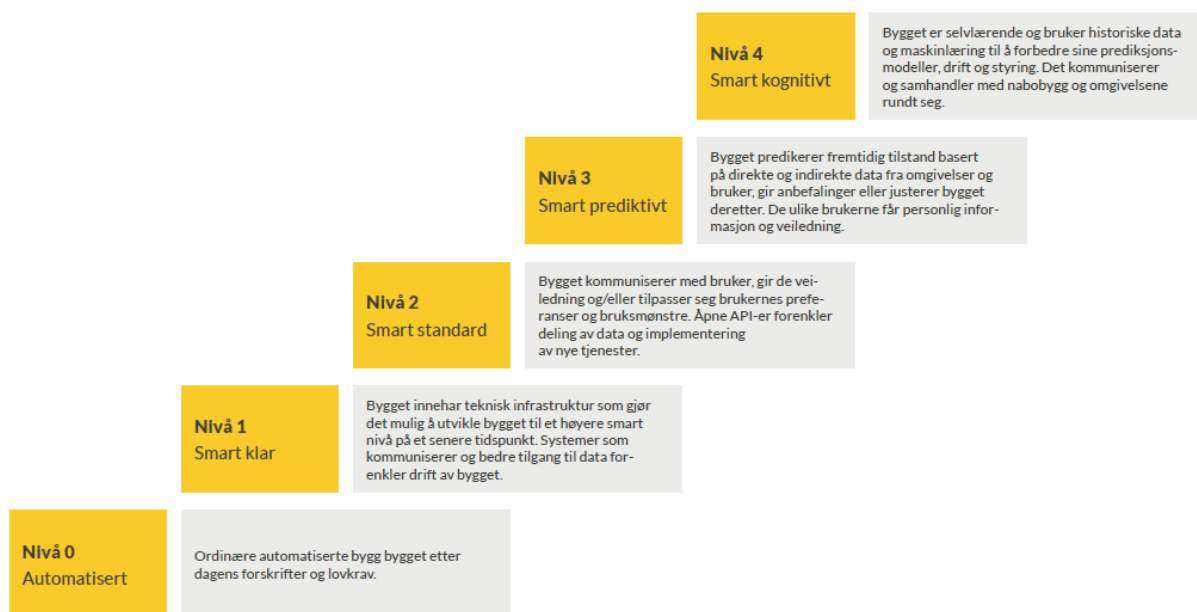 Nivå 4
Smart kognitivt
Bygget er selvlærende og bruker historiske data
og maskinlæring til å forbedre sine prediksjons-
modeller, drift og styring. Det kommuniserer
og samhandler med nabobygg og omgivelsene
rundt seg.
Nivå 3
Smart prediktivt
Bygget predikerer fremtidig tilstand basert
på direkte og indirekte data fra omgivelser og
bruker, gir anbefalinger eller justerer bygget
deretter. De ulike brukerne får personlig infor-
masjon og veiledning.
Nivå 2
Smart standard
Bygget kommuniserer med bruker, gir de vei-
ledning og/eller tilpasser seg brukernes prefe-
ranser og bruksmønstre. Åpne API-er forenkler
deling av data og implementering
av nye tjenester.
Nivå 1
Smart klar
Bygget innehar teknisk infrastruktur som gjør
det mulig å utvikle bygget til et høyere smart
nivå på et senere tidspunkt. Systemer som
kommuniserer og bedre tilgang til data for-
enkler drift av bygget.
Nivå 0
Automatisert
Ordinære automatiserte bygg bygget etter
dagens forskrifter og lovkrav.